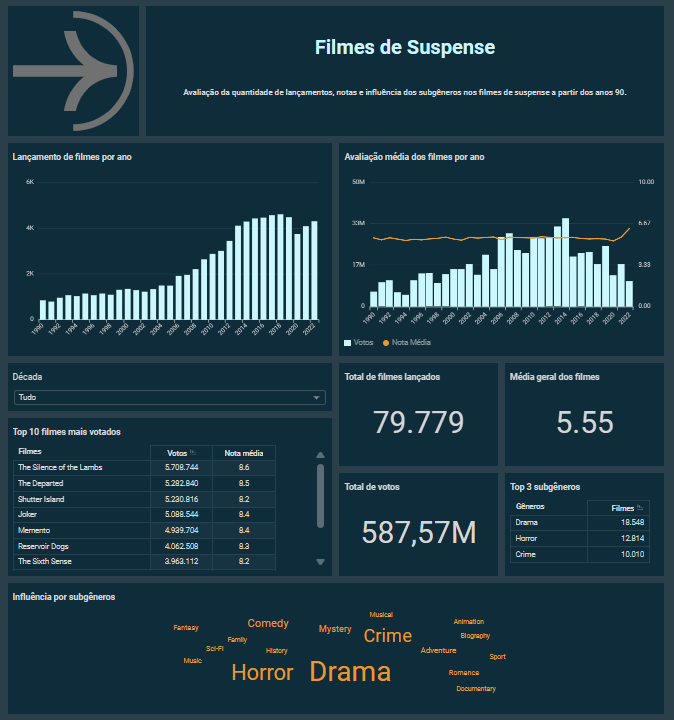 Filmes de Suspense
Avaliação da quantidade de lançamentos, notas e influência dos subgêneros nos filmes de suspense a partir dos anos 90.
Lançamento de filmes por ano
6K
4K
2K
0
1990 1992 1994 1996 1998 2000 2002 2004 2006 2008 2010 2012 2014 2016 2018 2020 2022
Avaliação média dos filmes por ano
50M 10.00
33M 6.67
17M 3.33
0 0.00
1990 1992 1994 1996 1998 2000 2002 2004 2006 2008 2010 2012 2014 2016 2018 2020 2022
Votos Nota Média
Década
Tudo
Top 10 filmes mais votados
Filmes Votos Nota média
The Silence of the Lambs 5.708.744 8.6
The Departed 5.282.840 8.5
Shutter Island 5.230.816 8.2
Joker 5.088.544 8.4
Memento 4.939.704 8.4
Reservoir Dogs 4.062.508 8.3
The Sixth Sense 3.963.112 8.2
Total de filmes lançados
79.779
Média geral dos filmes
5.55
Total de votos
587,57M
Top 3 subgêneros
Gêneros Filmes
Drama 18.548
Horror 12.814
Crime 10.010
Influência por subgêneros
Musical
Fantasy Comedy Mystery Animation
Family Crime Biography
Sci-Fi History Adventure
Music Sport
Horror Drama Romance
Documentary